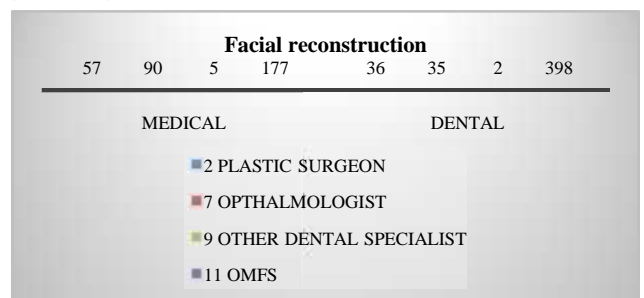 Facial reconstruction
57 90 5 177 36 35 2 398
MEDICAL DENTAL
2 PLASTIC SURGEON
7 OPTHALMOLOGIST
9 OTHER DENTAL SPECIALIST
11 OMFS